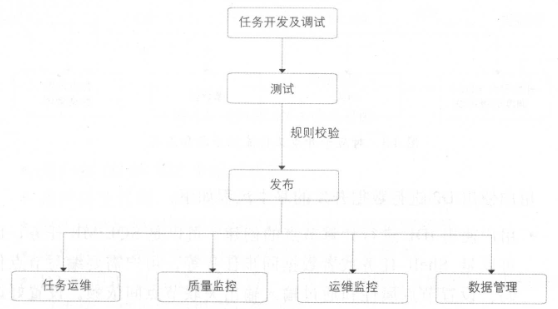 任务开发及调试
测试
规则校验
发布
任务运维
质量监控
运维监控
数据管理